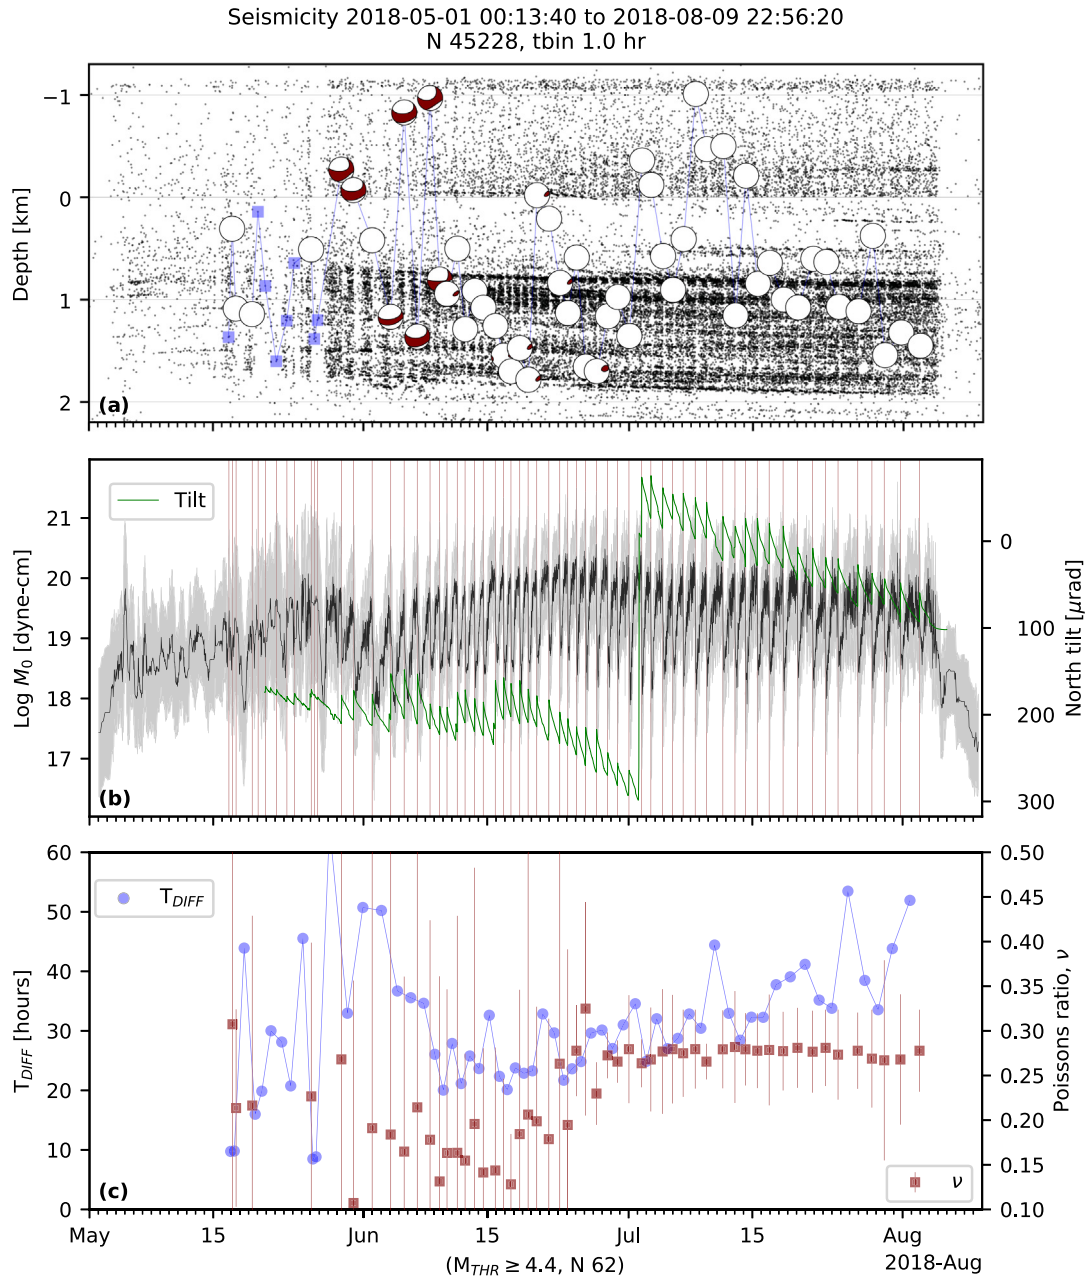 Seismicity 2018-05-01 00:13:40 to 2018-08-09 22:56:20
N 45228, tbin 1.0 hr
Depth [km]
−1
0
1
2
(a)
Tilt
Log M0 [dyne-cm]
21
20
19
18
17
North tilt [μrad]
0
100
200
300
(b)
TDIFF
TDIFF [hours]
60
50
40
30
20
10
0
Poissons ratio, ν
0.50
0.45
0.40
0.35
0.30
0.25
0.20
0.15
0.10
(c)
ν
May 15 Jun 15 Jul 15 Aug
(MTHR ≥ 4.4, N 62)
2018-Aug